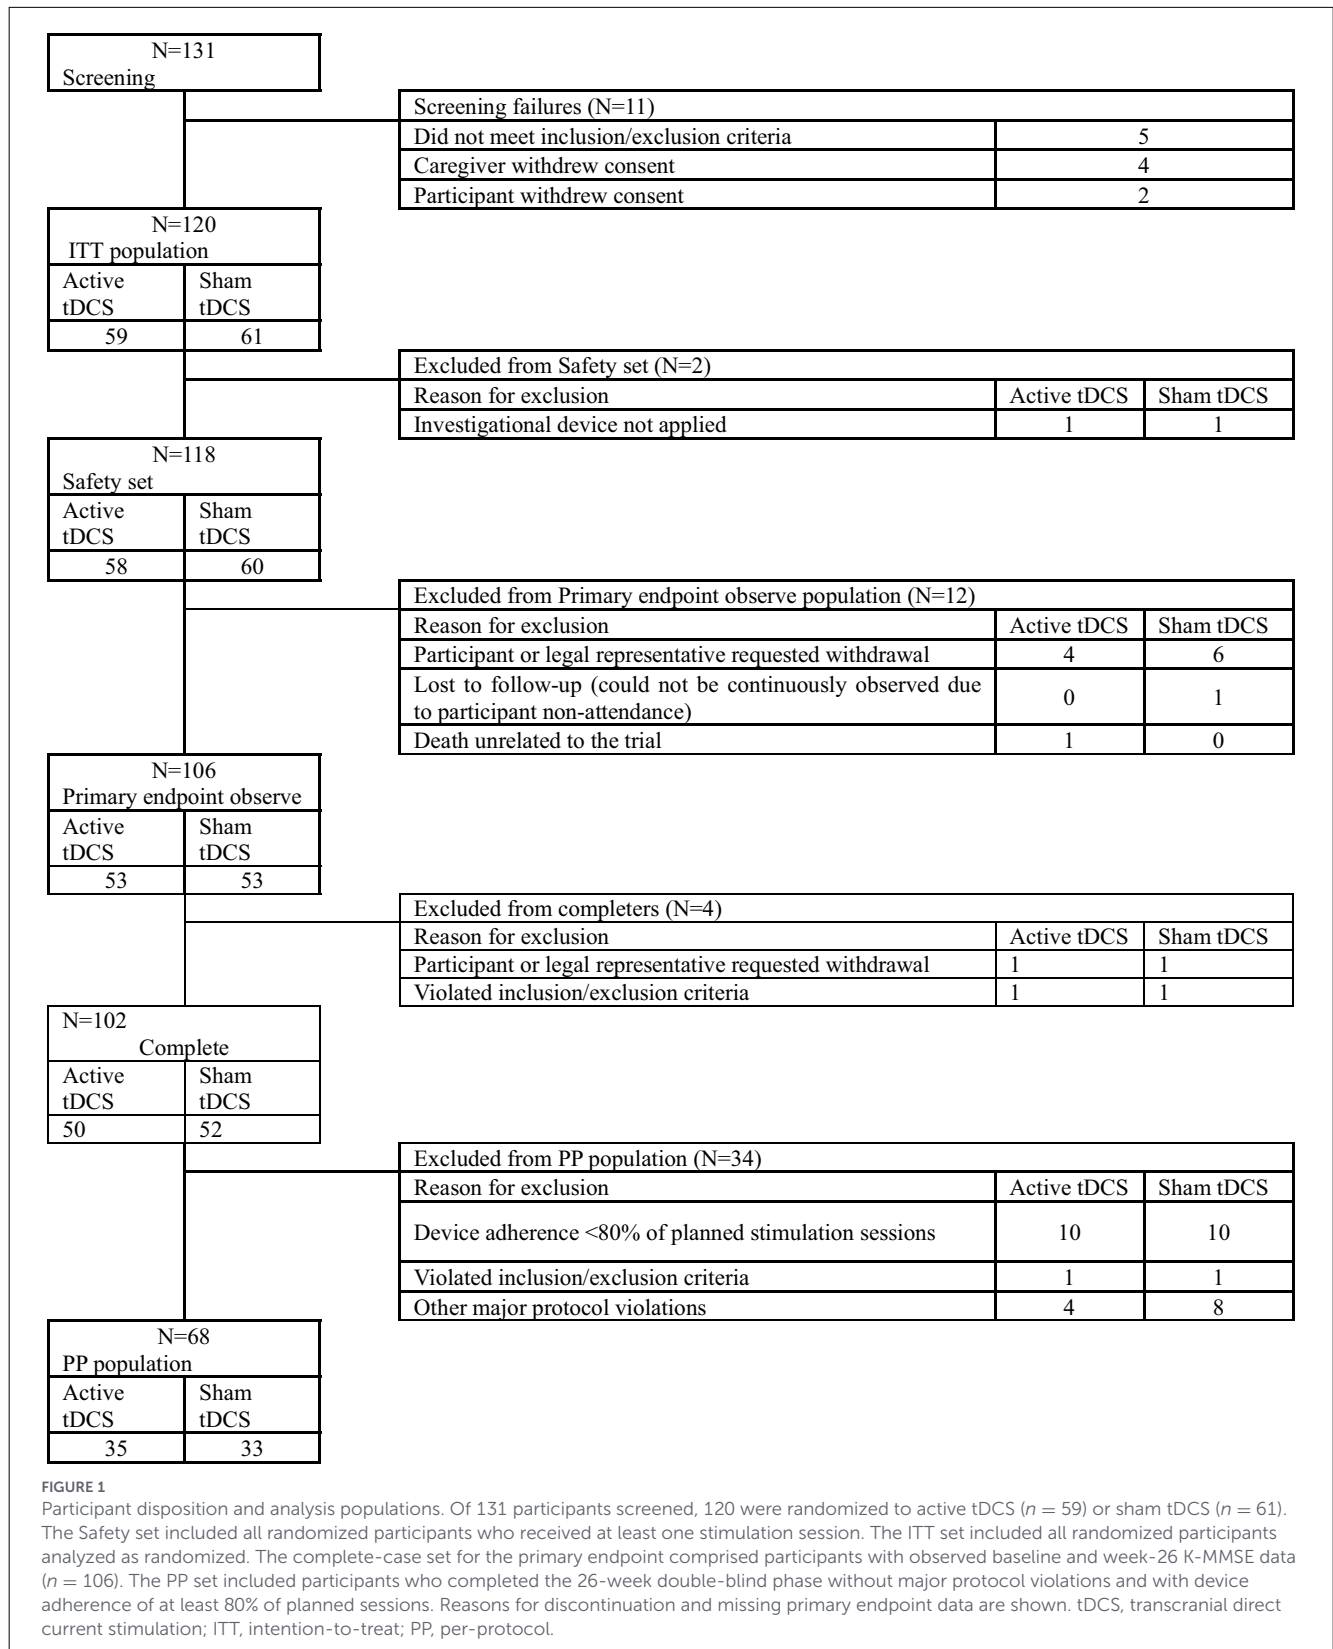 N=131
Screening
Screening failures (N=11)
Did not meet inclusion/exclusion criteria 5
Caregiver withdrew consent 4
Participant withdrew consent 2
N=120
ITT population
Active tDCS Sham tDCS
59 61
Excluded from Safety set (N=2)
Reason for exclusion Active tDCS Sham tDCS
Investigational device not applied 1 1
N=118
Safety set
Active tDCS Sham tDCS
58 60
Excluded from Primary endpoint observe population (N=12)
Reason for exclusion Active tDCS Sham tDCS
Participant or legal representative requested withdrawal 4 6
Lost to follow-up (could not be continuously observed due
to participant non-attendance) 0 1
Death unrelated to the trial 1 0
N=106
Primary endpoint observe
Active tDCS Sham tDCS
53 53
Excluded from completers (N=4)
Reason for exclusion Active tDCS Sham tDCS
Participant or legal representative requested withdrawal 1 1
Violated inclusion/exclusion criteria 1 1
N=102
Complete
Active tDCS Sham tDCS
50 52
Excluded from PP population (N=34)
Reason for exclusion Active tDCS Sham tDCS
Device adherence <80% of planned stimulation sessions 10 10
Violated inclusion/exclusion criteria 1 1
Other major protocol violations 4 8
N=68
PP population
Active tDCS Sham tDCS
35 33
FIGURE 1
Participant disposition and analysis populations. Of 131 participants screened, 120 were randomized to active tDCS (n = 59) or sham tDCS (n = 61).
The Safety set included all randomized participants who received at least one stimulation session. The ITT set included all randomized participants
analyzed as randomized. The complete-case set for the primary endpoint comprised participants with observed baseline and week-26 K-MMSE data
(n = 106). The PP set included participants who completed the 26-week double-blind phase without major protocol violations and with device
adherence of at least 80% of planned sessions. Reasons for discontinuation and missing primary endpoint data are shown. tDCS, transcranial direct
current stimulation; ITT, intention-to-treat; PP, per-protocol.